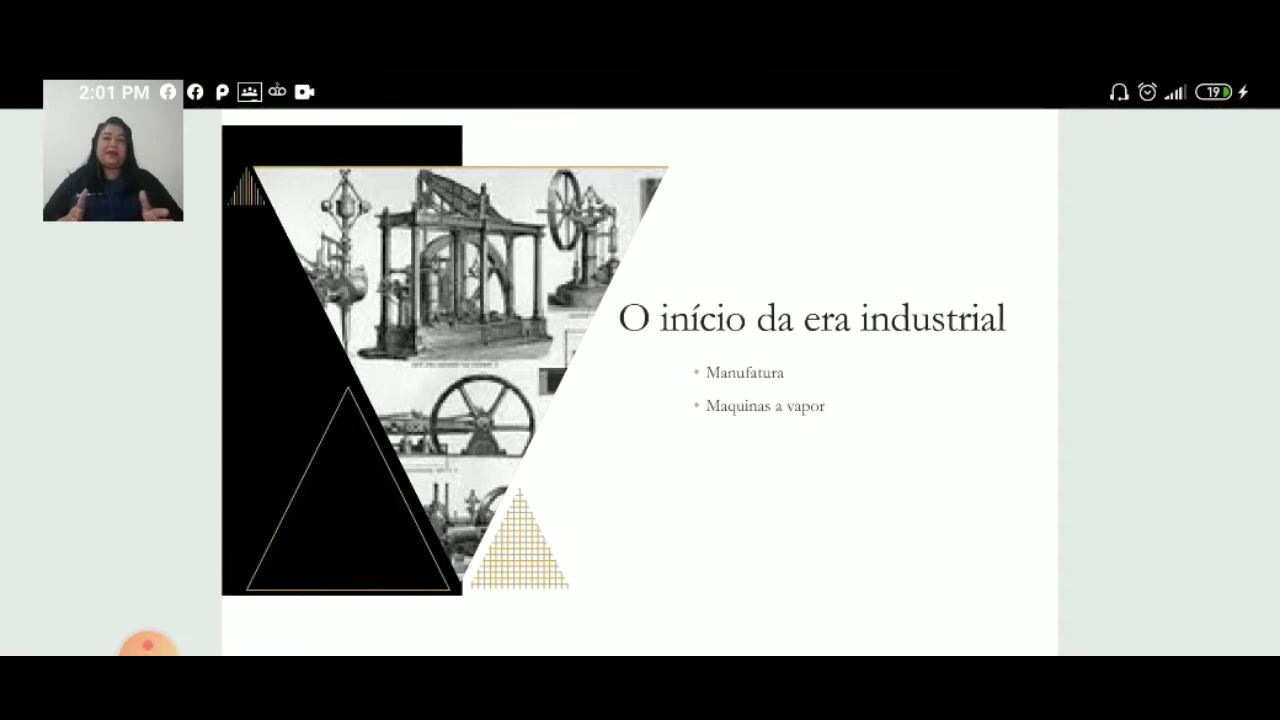 2:01 PM
19
O início da era industrial
• Manufatura
• Maquinas a vapor